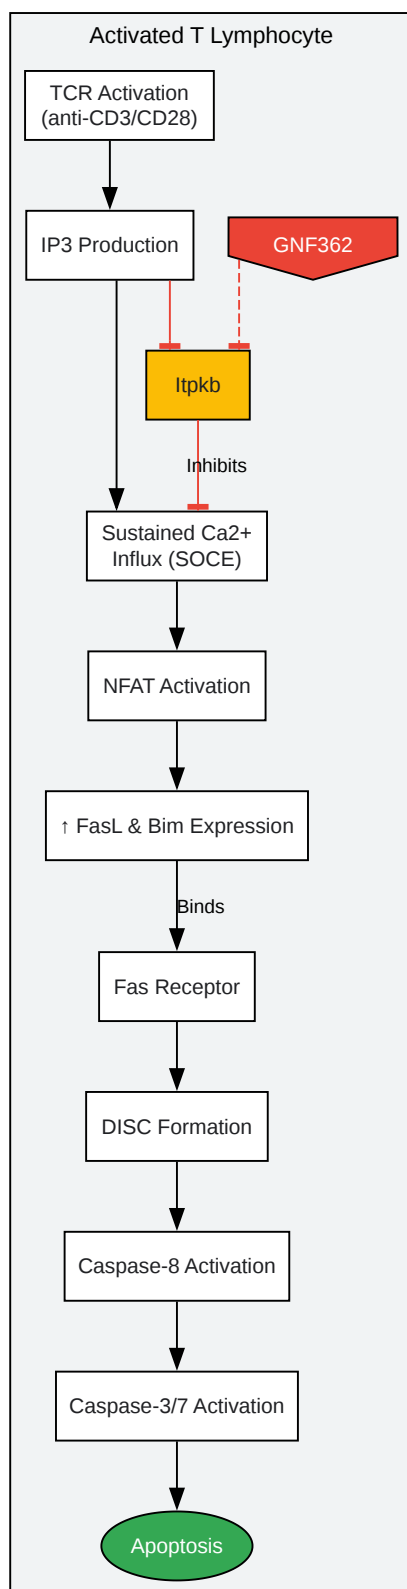 Activated T Lymphocyte
TCR Activation
(anti-CD3/CD28)
IP3 Production
GNF362
Itpkb
Inhibits
Sustained Ca2+
Influx (SOCE)
NFAT Activation
↑ FasL & Bim Expression
Binds
Fas Receptor
DISC Formation
Caspase-8 Activation
Caspase-3/7 Activation
Apoptosis